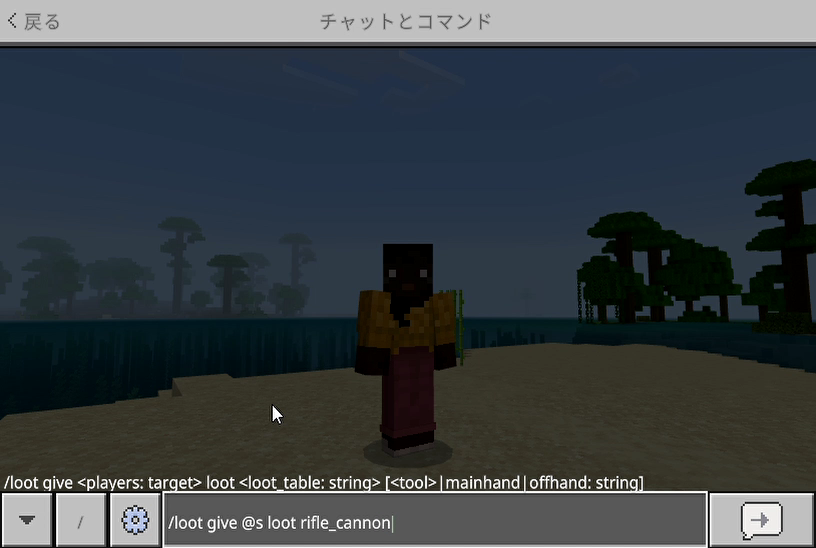 戻る
チャットとコマンド
/loot give <players: target> loot <loot_table: string> [<tool>|mainhand|offhand: string]
/
/loot give @s loot rifle_cannon